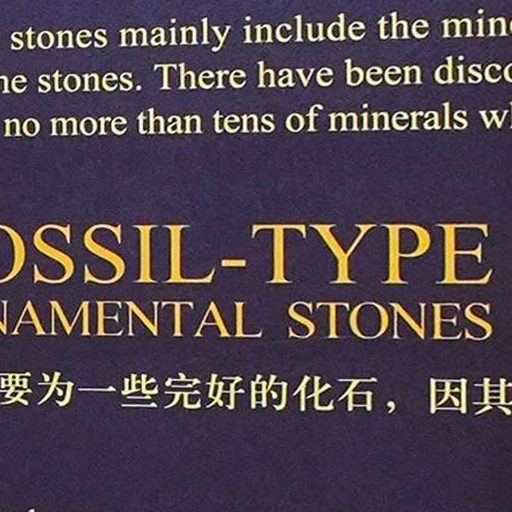 stones mainly include the min
e stones. There have been disco
no more than tens of minerals w
OSSIL-TYPE
NAMENTAL STONES
要为一些完好的化石，因其